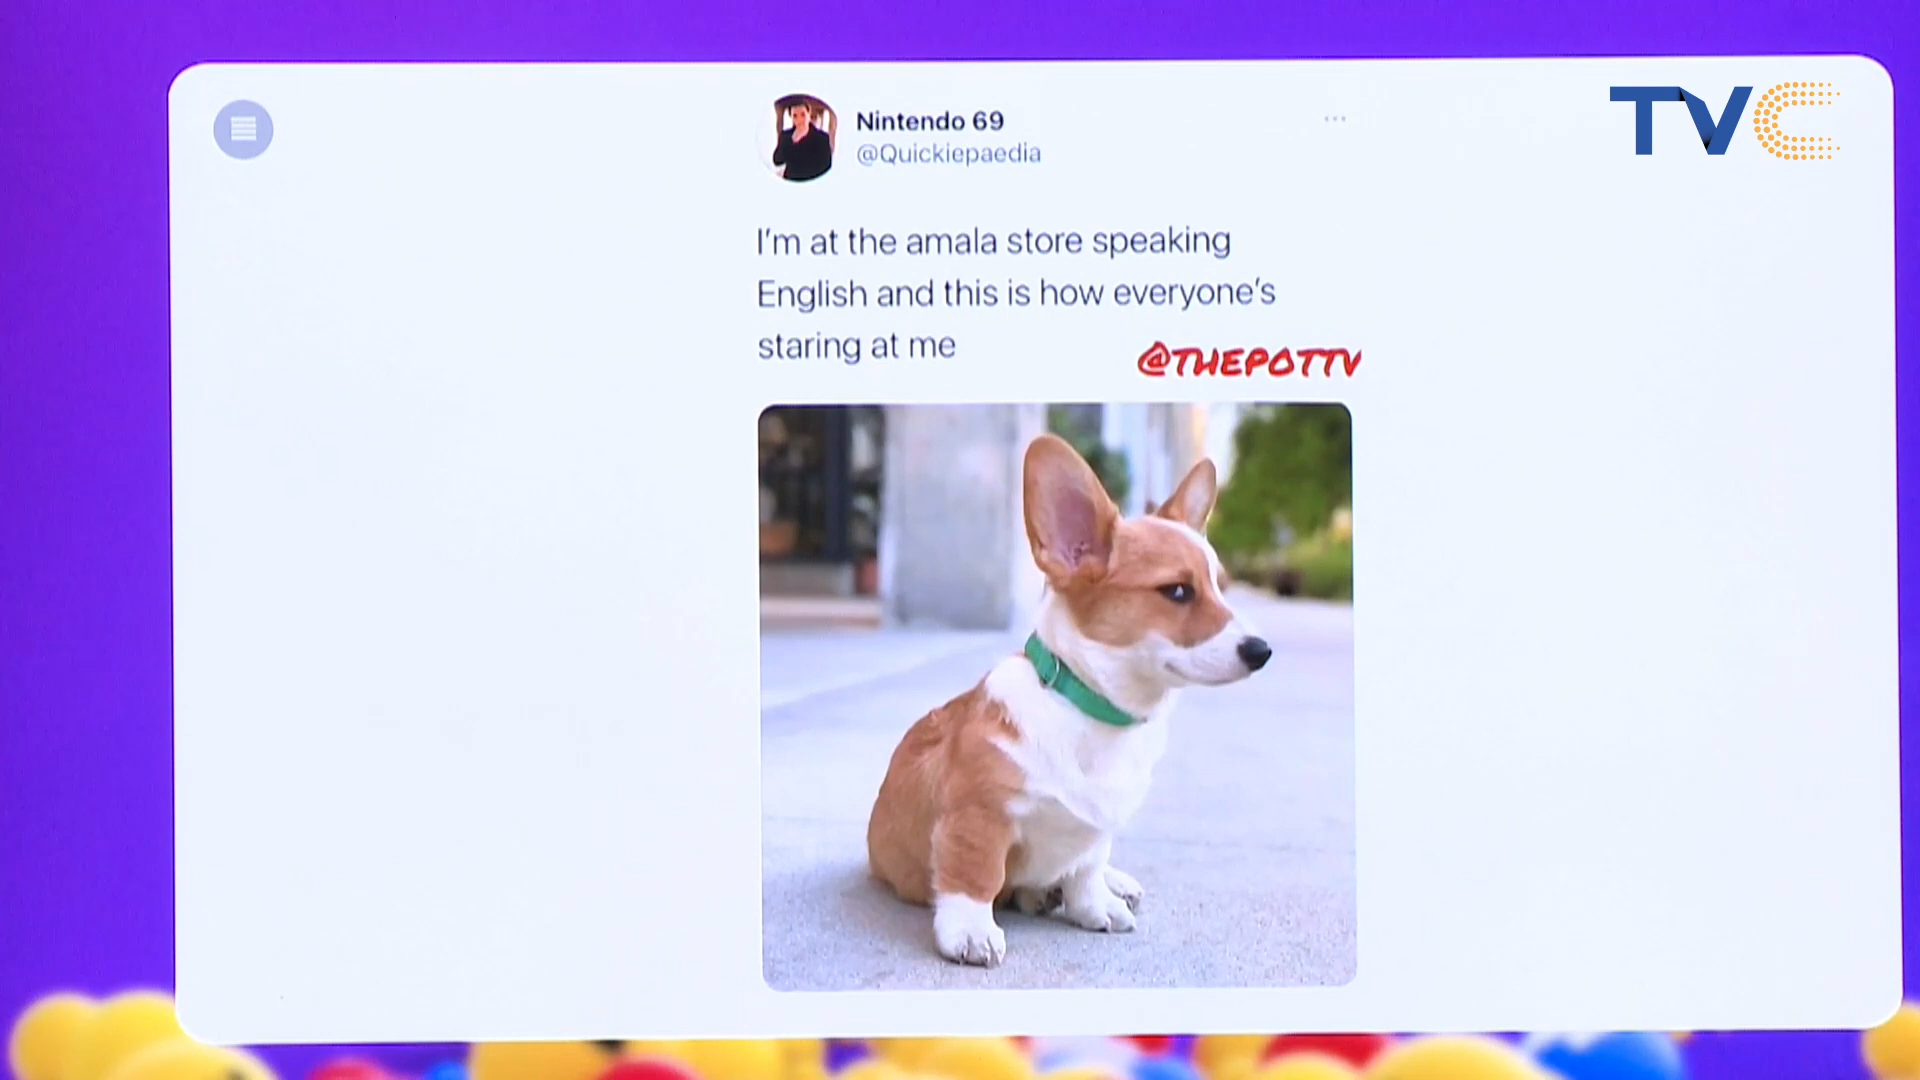 TVC
Nintendo 69
@Quickiepaedia
I'm at the amala store speaking
English and this is how everyone's
staring at me
@THEPOTTV